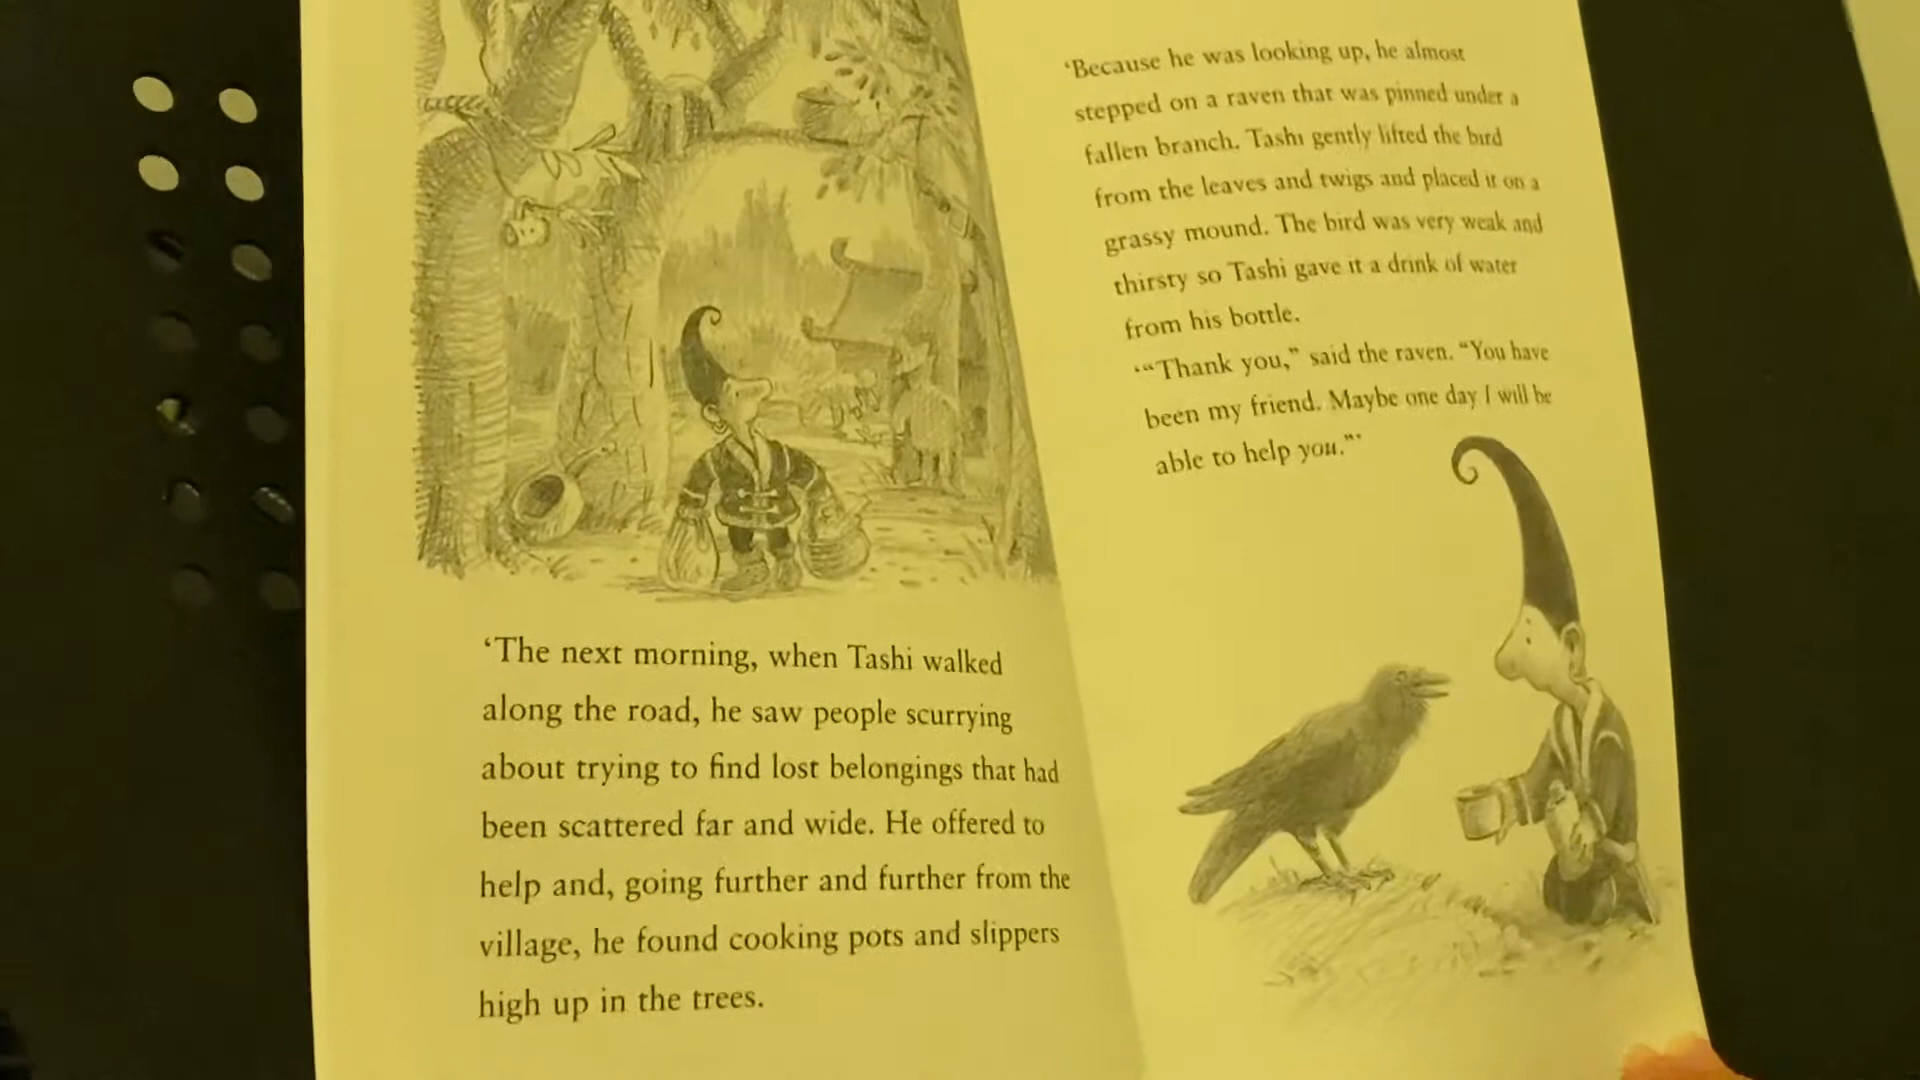 ‘The next morning, when Tashi walked
along the road, he saw people scurrying
about trying to find lost belongings that had
been scattered far and wide. He offered to
help and, going further and further from the
village, he found cooking pots and slippers
high up in the trees.
‘Because he was looking up, he almost
stepped on a raven that was pinned under a
fallen branch. Tashi gently lifted the bird
from the leaves and twigs and placed it on a
grassy mound. The bird was very weak and
thirsty so Tashi gave it a drink of water
from his bottle.
‘“Thank you,” said the raven. “You have
been my friend. Maybe one day I will be
able to help you.”’